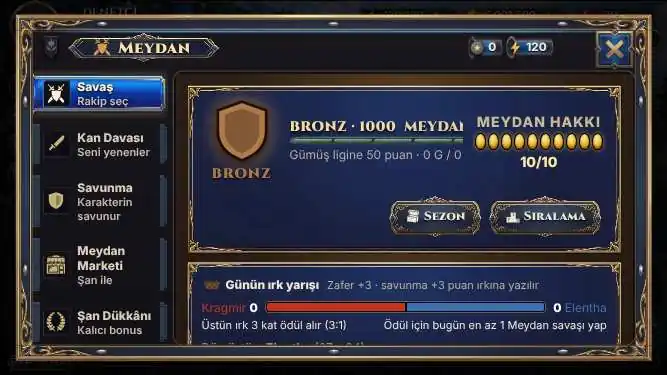 MEYDAN
0
120
Savaş
Rakip seç
Kan Davası
Seni yenenler
Savunma
Karakterin
savunur
Meydan
Marketi
Şan ile
Şan Dükkânı
Kalıcı bonus
BRONZ
BRONZ · 1000 MEYDAI
Gümüş ligine 50 puan · 0 G / 0
MEYDAN HAKKI
10/10
SEZON
SIRALAMA
Günün ırk yarışı Zafer +3 · savunma +3 puan ırkına yazılır
Kragmir 0
0 Elentha
Üstün ırk 3 kat ödül alır (3:1)
Ödül için bugün en az 1 Meydan savaşı yap